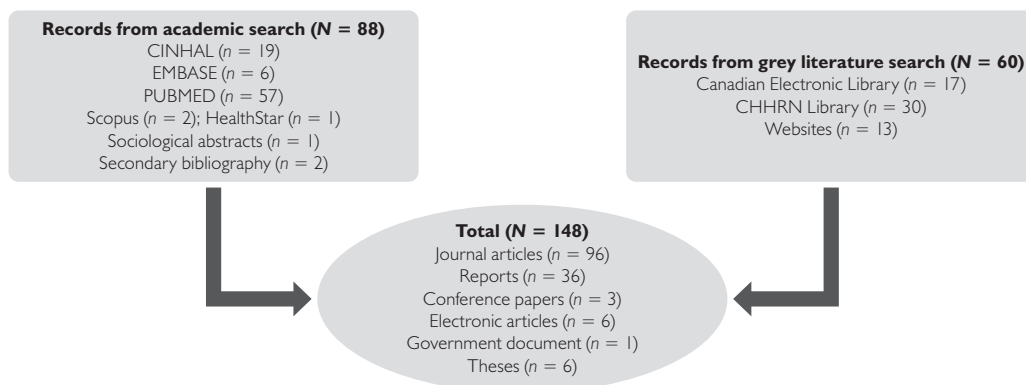 Records from academic search (N = 88)
CINHAL (n = 19)
EMBASE (n = 6)
PUBMED (n = 57)
Scopus (n = 2); HealthStar (n = 1)
Sociological abstracts (n = 1)
Secondary bibliography (n = 2)
Records from grey literature search (N = 60)
Canadian Electronic Library (n = 17)
CHHRN Library (n = 30)
Websites (n = 13)
Total (N = 148)
Journal articles (n = 96)
Reports (n = 36)
Conference papers (n = 3)
Electronic articles (n = 6)
Government document (n = 1)
Theses (n = 6)